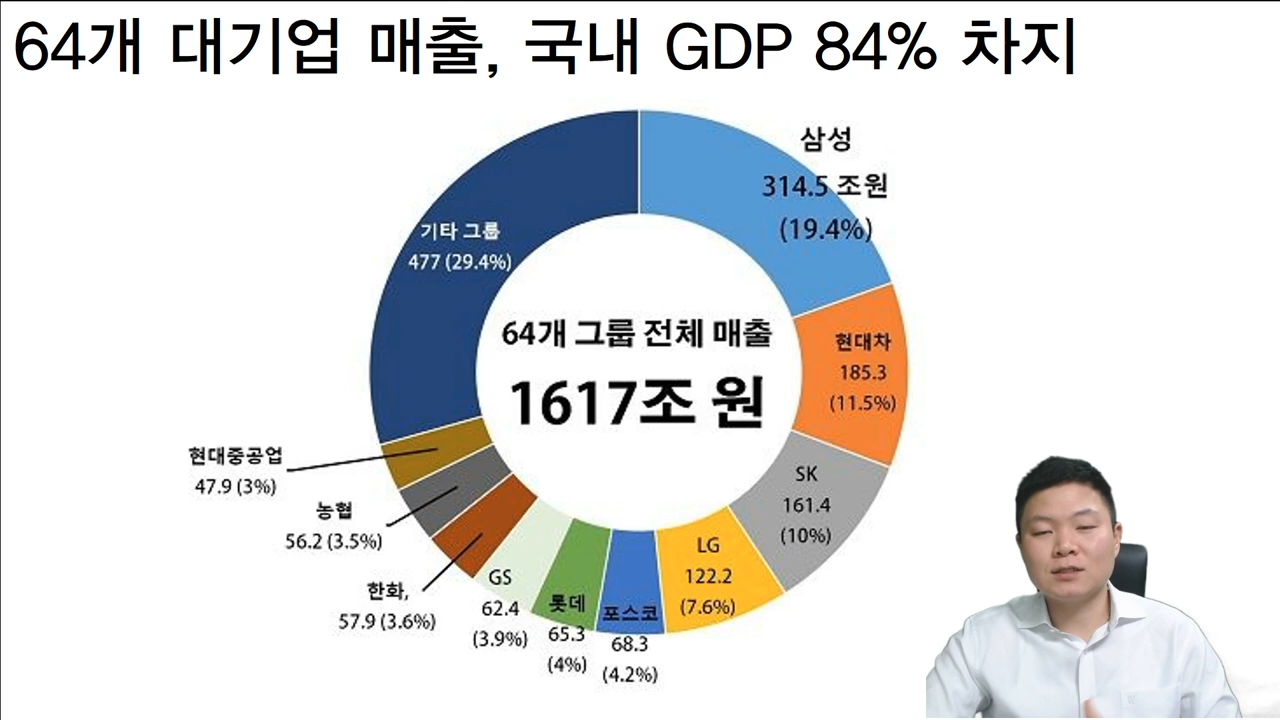 64개 대기업 매출, 국내 GDP 84% 차지
삼성
314.5 조원
(19.4%)
현대차
185.3
(11.5%)
SK
161.4
(10%)
LG
122.2
(7.6%)
포스코
68.3
(4.2%)
롯데
65.3
(4%)
GS
62.4
(3.9%)
한화,
57.9 (3.6%)
농협
56.2 (3.5%)
현대중공업
47.9 (3%)
기타 그룹
477 (29.4%)
64개 그룹 전체 매출
1617조 원